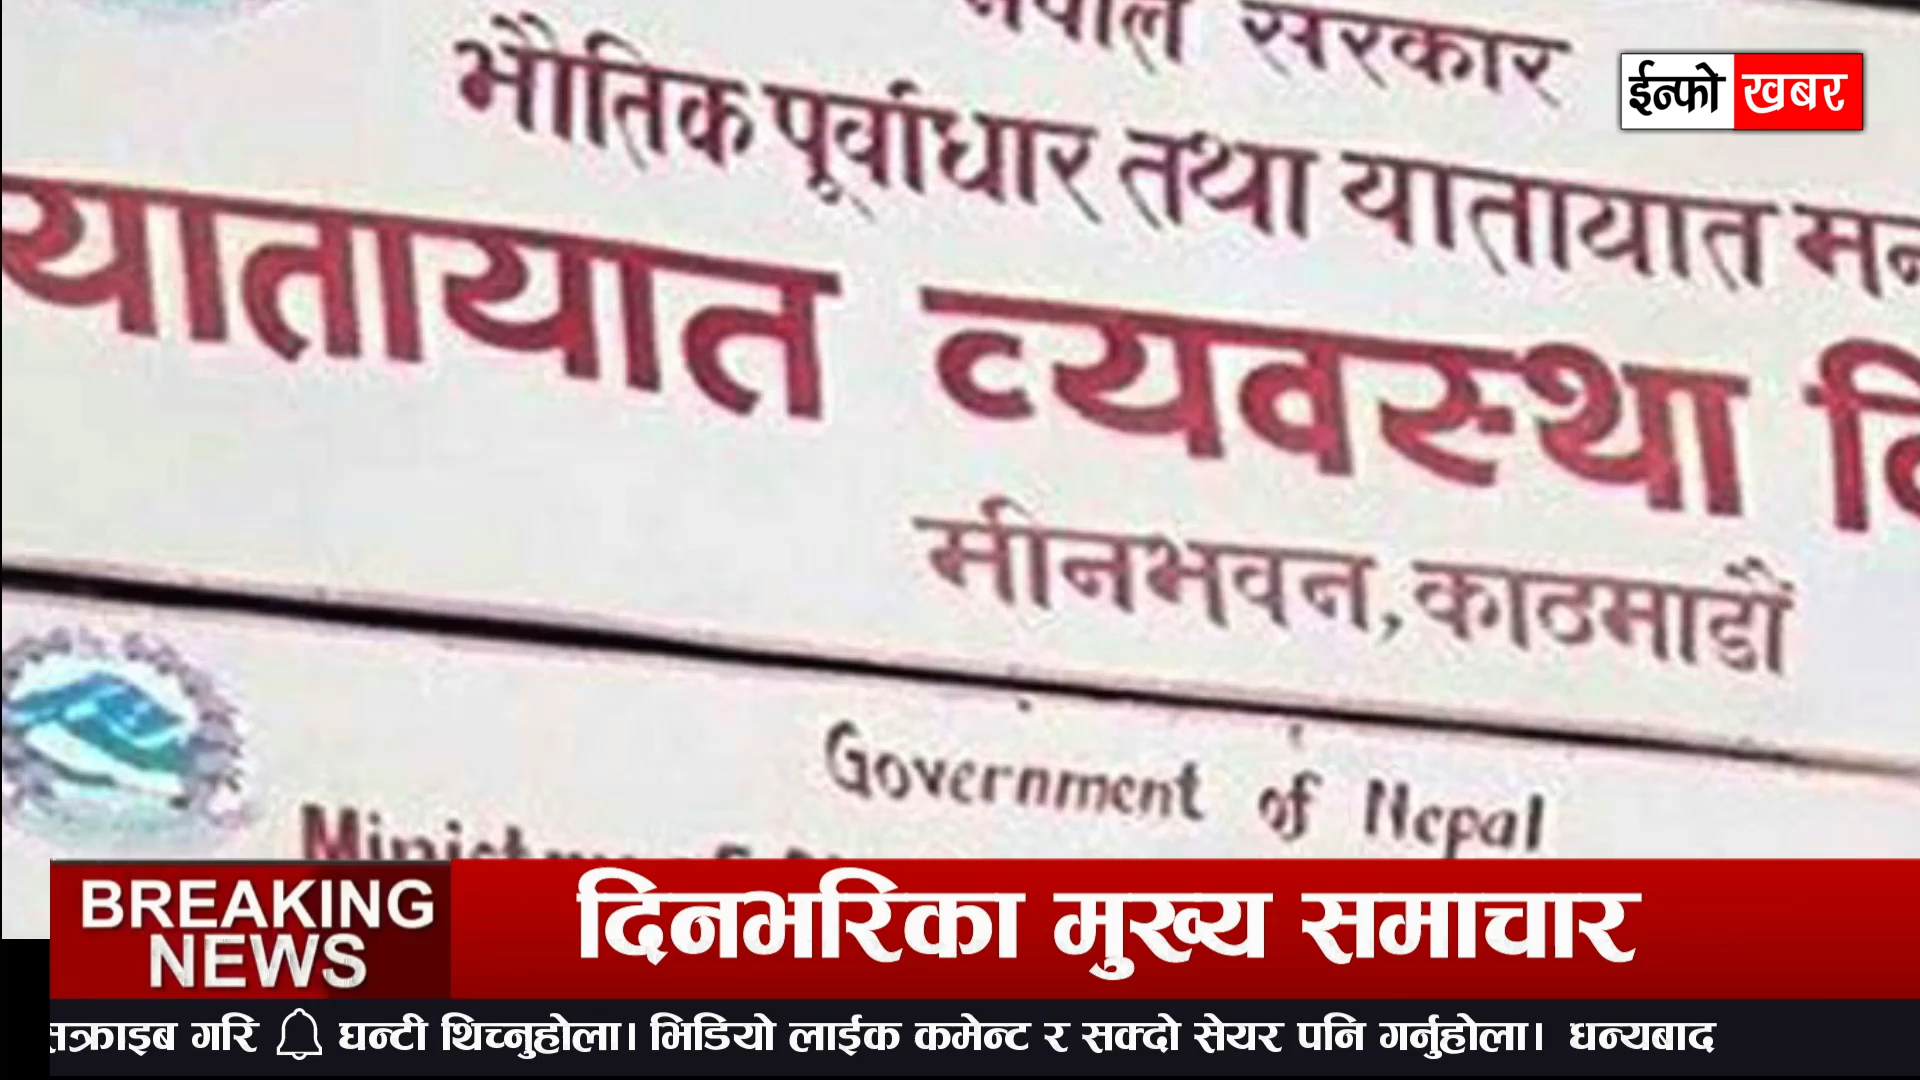 नेपाल सरकार
ईन्फो खबर
भौतिक पूर्वाधार तथा यातायात
यातायात व्यवस्था
मीनभवन, काठमाडौं
Government of Nepal
BREAKING
NEWS
दिनभरिका मुख्य समाचार
गरि घन्टी थिच्नुहोला। भिडियो लाईक कमेन्ट र सक्दो सेयर पनि गर्नुहोला। धन्यबाद